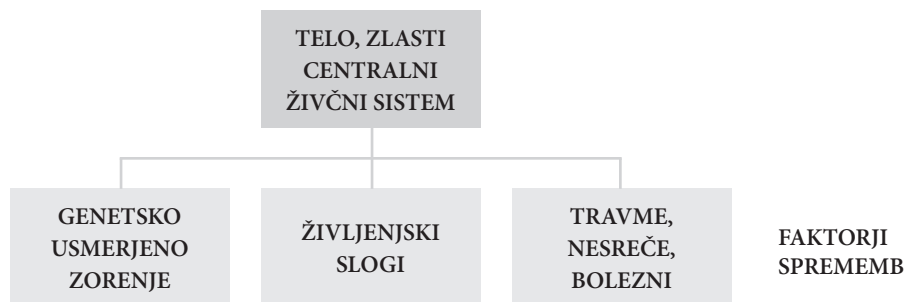 TELO, ZLASTI
CENTRALNI
ŽIVČNI SISTEM
GENETSKO
USMERJENO
ZORENJE
ŽIVLJENJSKI
SLOGI
TRAVME,
NESREČE,
BOLEZNI
FAKTORJI
SPREMEMB